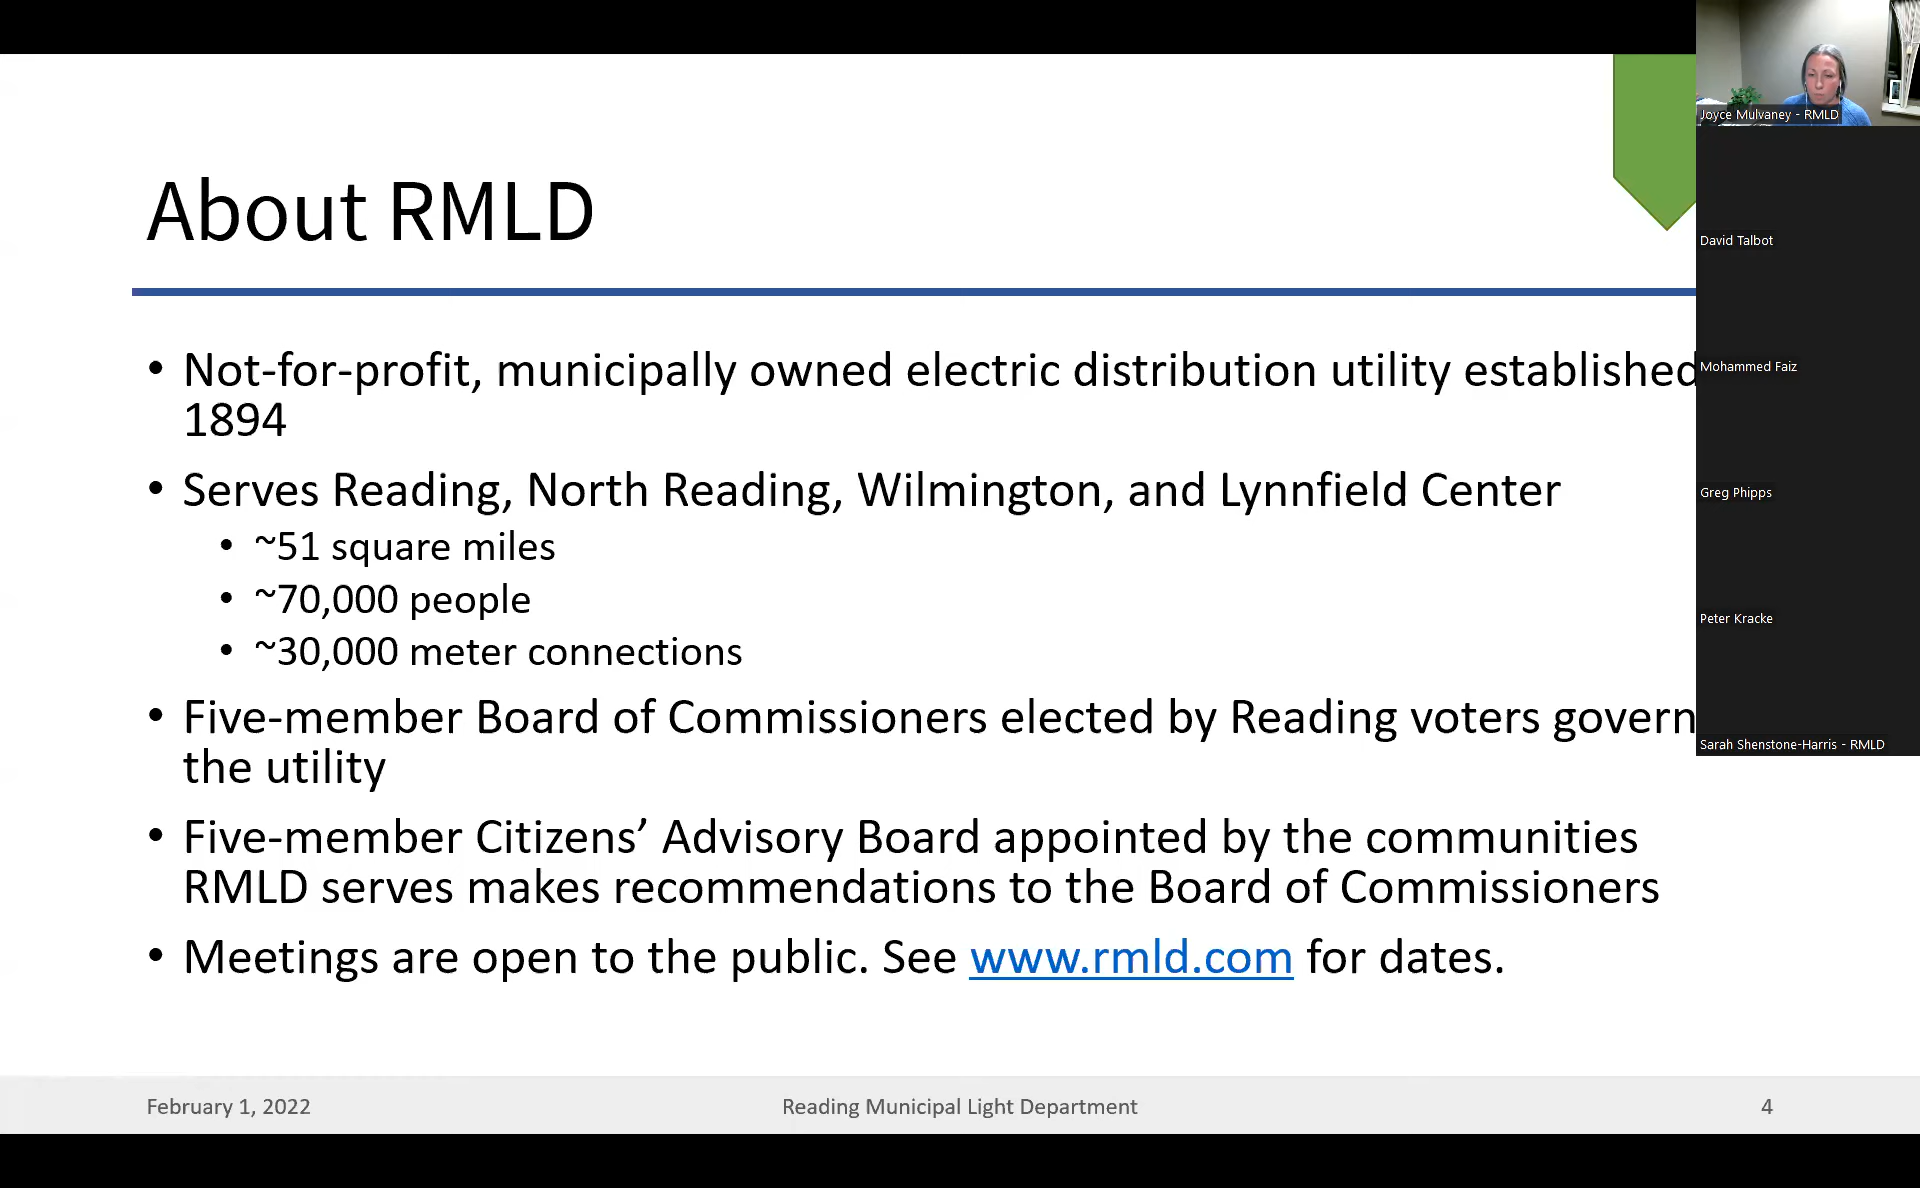 About RMLD
• Not-for-profit, municipally owned electric distribution utility established
1894
• Serves Reading, North Reading, Wilmington, and Lynnfield Center
• ~51 square miles
• ~70,000 people
• ~30,000 meter connections
• Five-member Board of Commissioners elected by Reading voters govern
the utility
• Five-member Citizens’ Advisory Board appointed by the communities
RMLD serves makes recommendations to the Board of Commissioners
• Meetings are open to the public. See www.rmld.com for dates.
February 1, 2022
Reading Municipal Light Department
4
Joyce Mulvaney - RMLD
David Talbot
Mohammed Faiz
Greg Phipps
Peter Kracke
Sarah Shenstone-Harris - RMLD